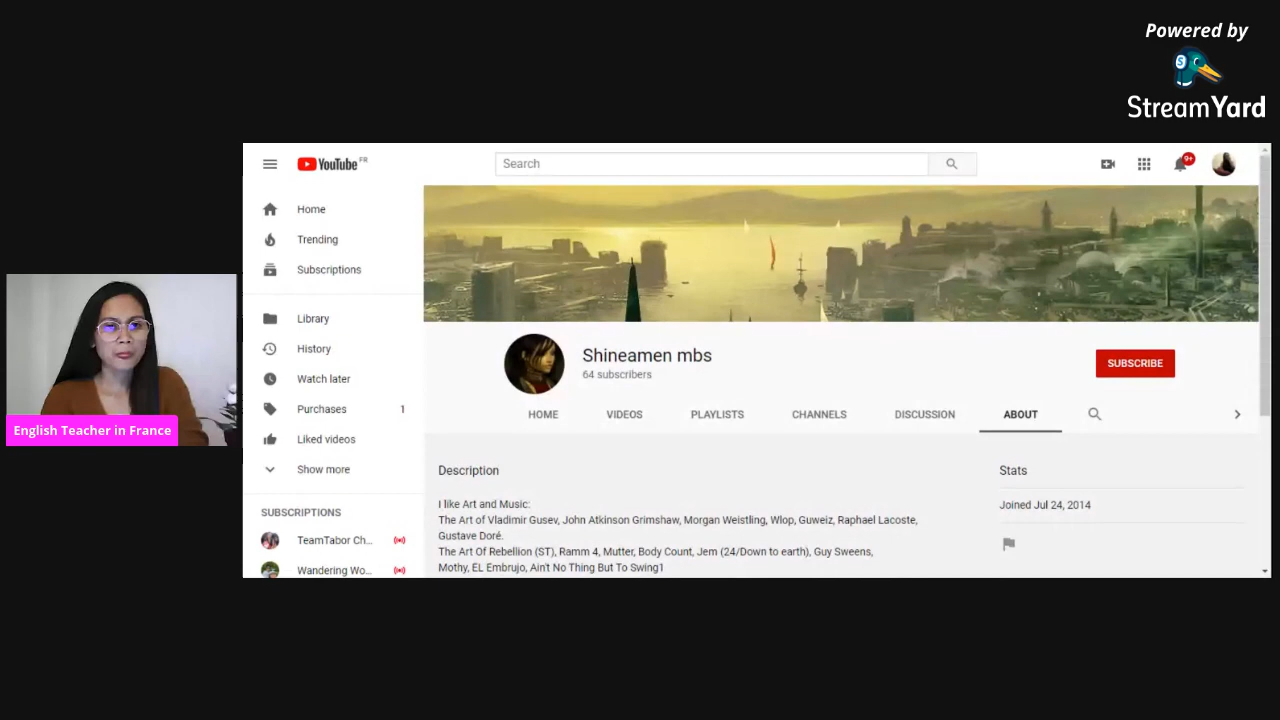 Powered by
StreamYard
YouTube FR
Search
9+
Home
Trending
Subscriptions
Library
History
Watch later
Purchases 1
Liked videos
Show more
SUBSCRIPTIONS
TeamTabor Ch...
Wandering Wo...
Shineamen mbs
64 subscribers
SUBSCRIBE
HOME VIDEOS PLAYLISTS CHANNELS DISCUSSION ABOUT
Description
I like Art and Music:
The Art of Vladimir Gusev, John Atkinson Grimshaw, Morgan Weistling, Wlop, Guweiz, Raphael Lacoste,
Gustave Doré.
The Art Of Rebellion (ST), Ramm 4, Mutter, Body Count, Jem (24/Down to earth), Guy Sweens,
Mothy, EL Embrujo, Ain't No Thing But To Swing1
Stats
Joined Jul 24, 2014
English Teacher in France